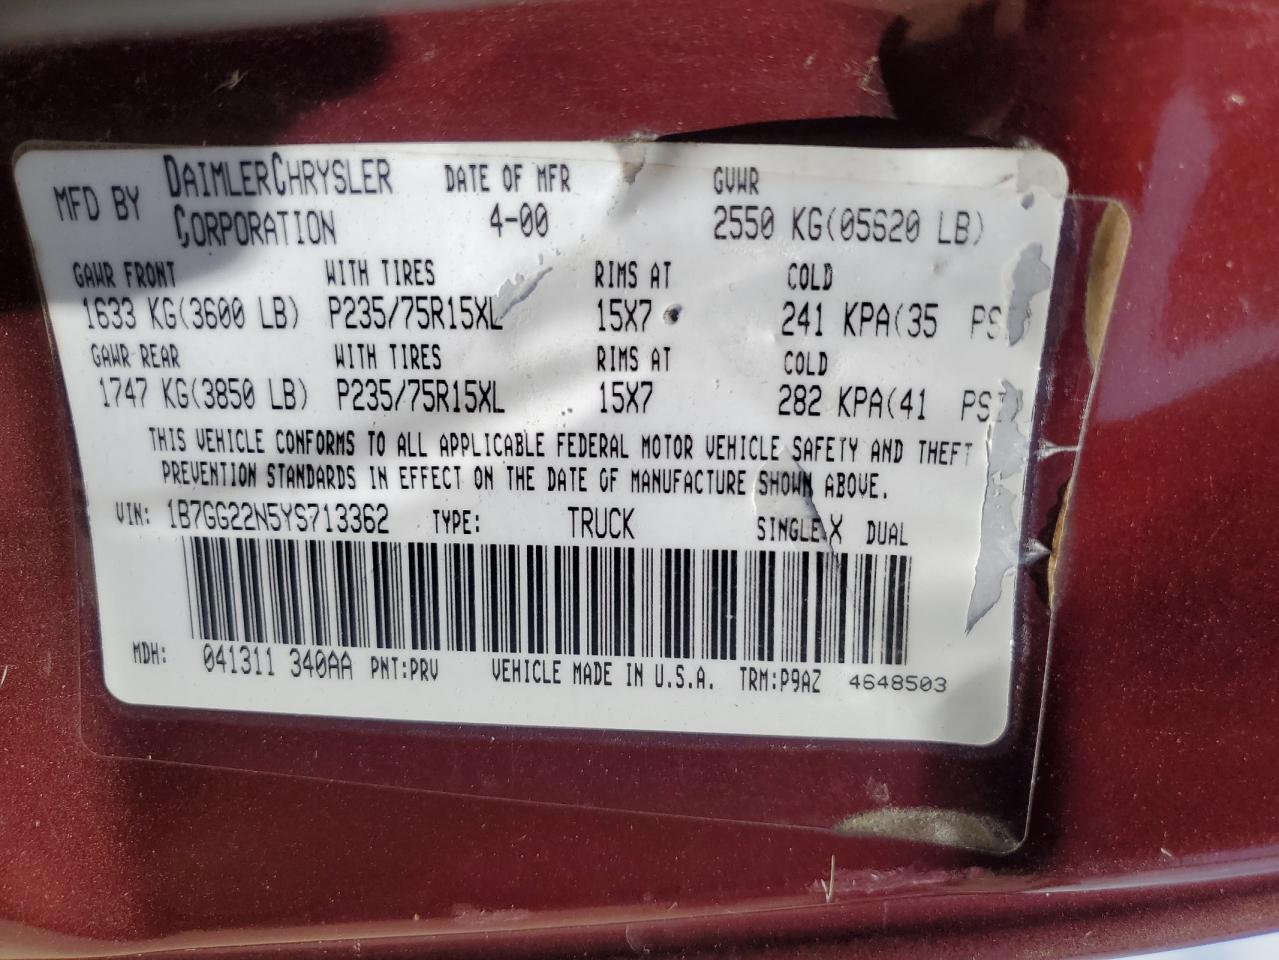 MFD BY DAIMLERCHRYSLER CORPORATION DATE OF MFR 4-00 GVWR 2550 KG(05620 LB)
GAWR FRONT WITH TIRES RIMS AT COLD
1633 KG(3600 LB) P235/75R15XL 15X7 241 KPA(35 PSI
GAWR REAR WITH TIRES RIMS AT COLD
1747 KG(3850 LB) P235/75R15XL 15X7 282 KPA(41 PSI
THIS VEHICLE CONFORMS TO ALL APPLICABLE FEDERAL MOTOR VEHICLE SAFETY AND THEFT
PREVENTION STANDARDS IN EFFECT ON THE DATE OF MANUFACTURE SHOWN ABOVE.
VIN: 1B7GG22N5YS713362 TYPE: TRUCK SINGLE X DUAL
MDH: 041311 340AA PNT:PRV VEHICLE MADE IN U.S.A. TRM:P9AZ 4648503